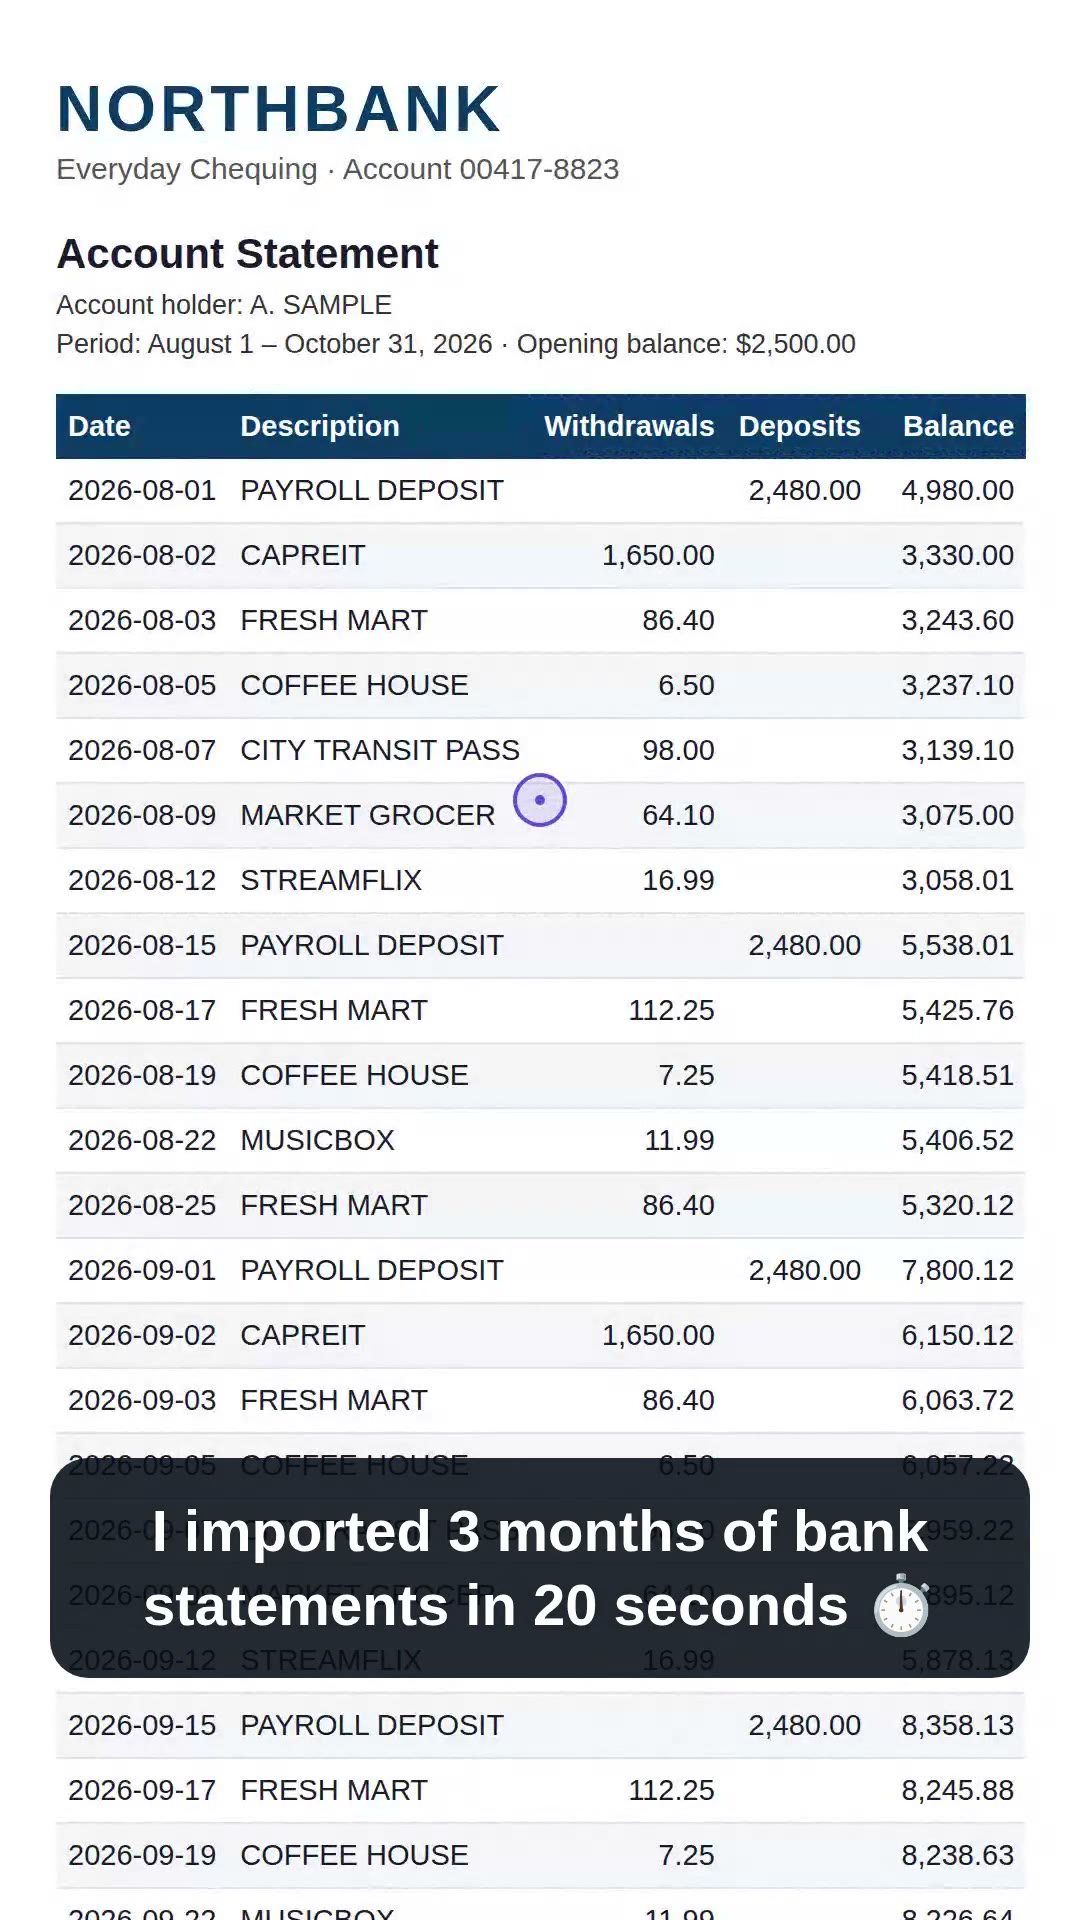 NORTHBANK
Everyday Chequing · Account 00417-8823
Account Statement
Account holder: A. SAMPLE
Period: August 1 – October 31, 2026 · Opening balance: $2,500.00
Date Description Withdrawals Deposits Balance
2026-08-01 PAYROLL DEPOSIT 2,480.00 4,980.00
2026-08-02 CAPREIT 1,650.00 3,330.00
2026-08-03 FRESH MART 86.40 3,243.60
2026-08-05 COFFEE HOUSE 6.50 3,237.10
2026-08-07 CITY TRANSIT PASS 98.00 3,139.10
2026-08-09 MARKET GROCER 64.10 3,075.00
2026-08-12 STREAMFLIX 16.99 3,058.01
2026-08-15 PAYROLL DEPOSIT 2,480.00 5,538.01
2026-08-17 FRESH MART 112.25 5,425.76
2026-08-19 COFFEE HOUSE 7.25 5,418.51
2026-08-22 MUSICBOX 11.99 5,406.52
2026-08-25 FRESH MART 86.40 5,320.12
2026-09-01 PAYROLL DEPOSIT 2,480.00 7,800.12
2026-09-02 CAPREIT 1,650.00 6,150.12
2026-09-03 FRESH MART 86.40 6,063.72
2026-09-05 COFFEE HOUSE 6.50 6,057.22
I imported 3 months of bank
statements in 20 seconds
2026-09-12 STREAMFLIX 16.99 5,878.13
2026-09-15 PAYROLL DEPOSIT 2,480.00 8,358.13
2026-09-17 FRESH MART 112.25 8,245.88
2026-09-19 COFFEE HOUSE 7.25 8,238.63
2026-09-22 MUSICBOX 11.99 8,226.64